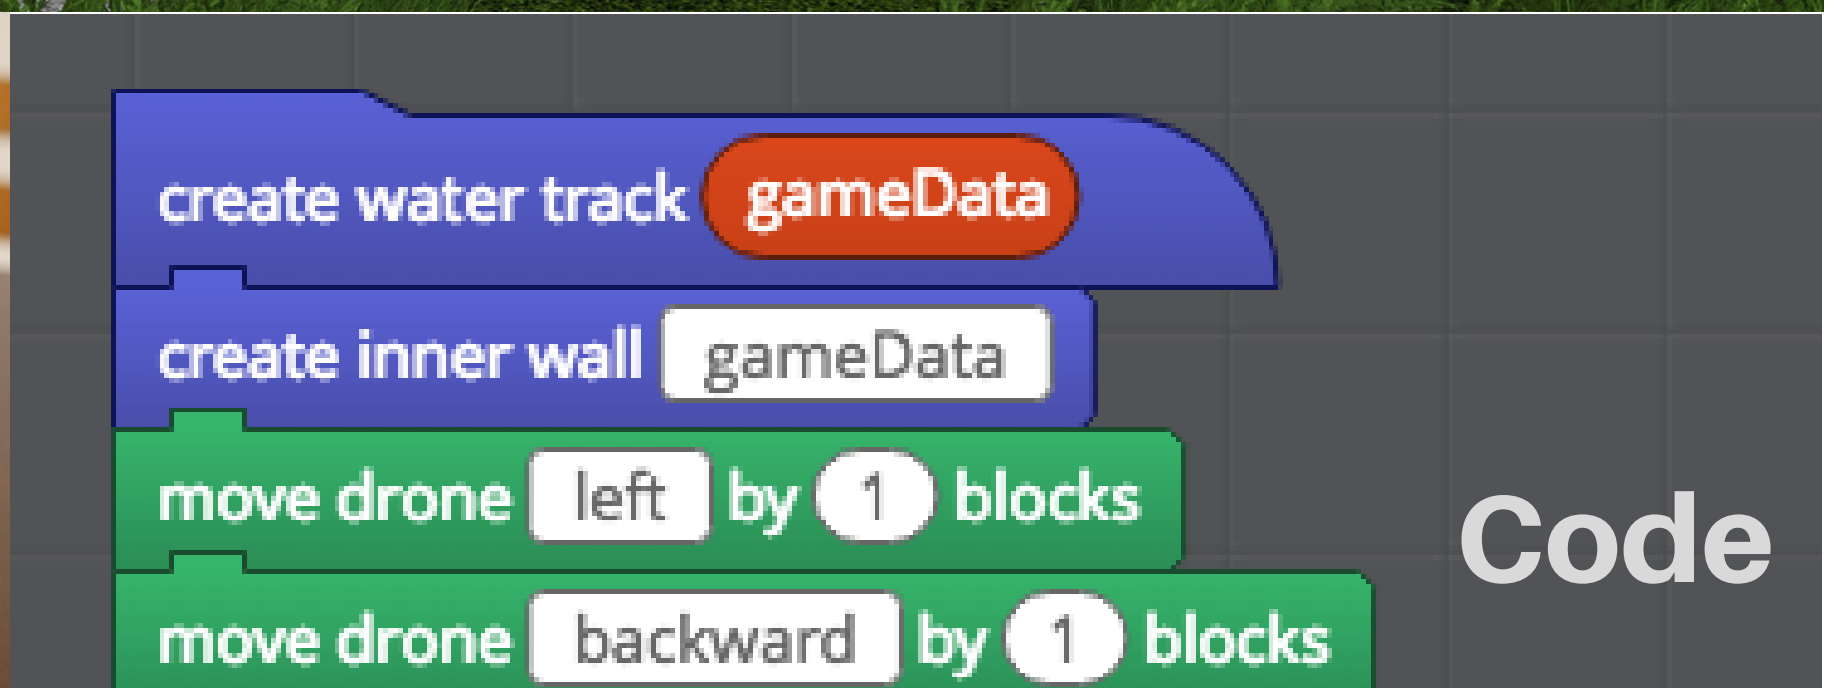 create water track gameData
create inner wall gameData
move drone left by 1 blocks
Code
move drone backward by 1 blocks